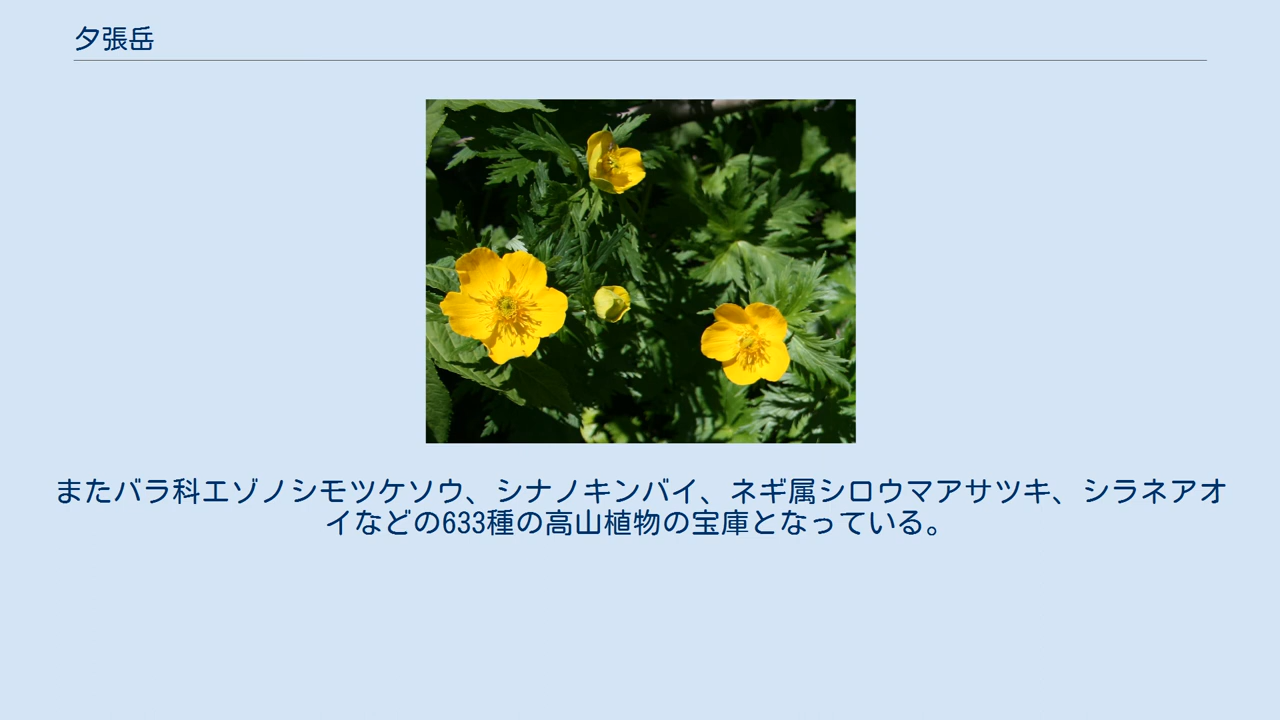 夕張岳
またバラ科エゾノシモツケソウ、シナノキンバイ、ネギ属シロウマアサツキ、シラネアオ
イなどの633種の高山植物の宝庫となっている。